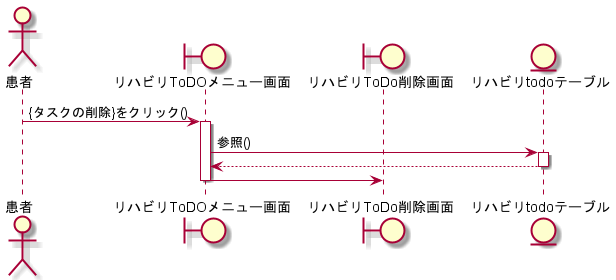 患者
リハビリToDOメニュー画面
リハビリToDo削除画面
リハビリtodoテーブル
{タスクの削除}をクリック()
参照()
患者
リハビリToDOメニュー画面
リハビリToDo削除画面
リハビリtodoテーブル